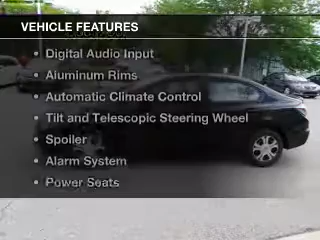 VEHICLE FEATURES
• Digital Audio Input
• Aluminum Rims
• Automatic Climate Control
• Tilt and Telescopic Steering Wheel
• Spoiler
• Alarm System
• Power Seats